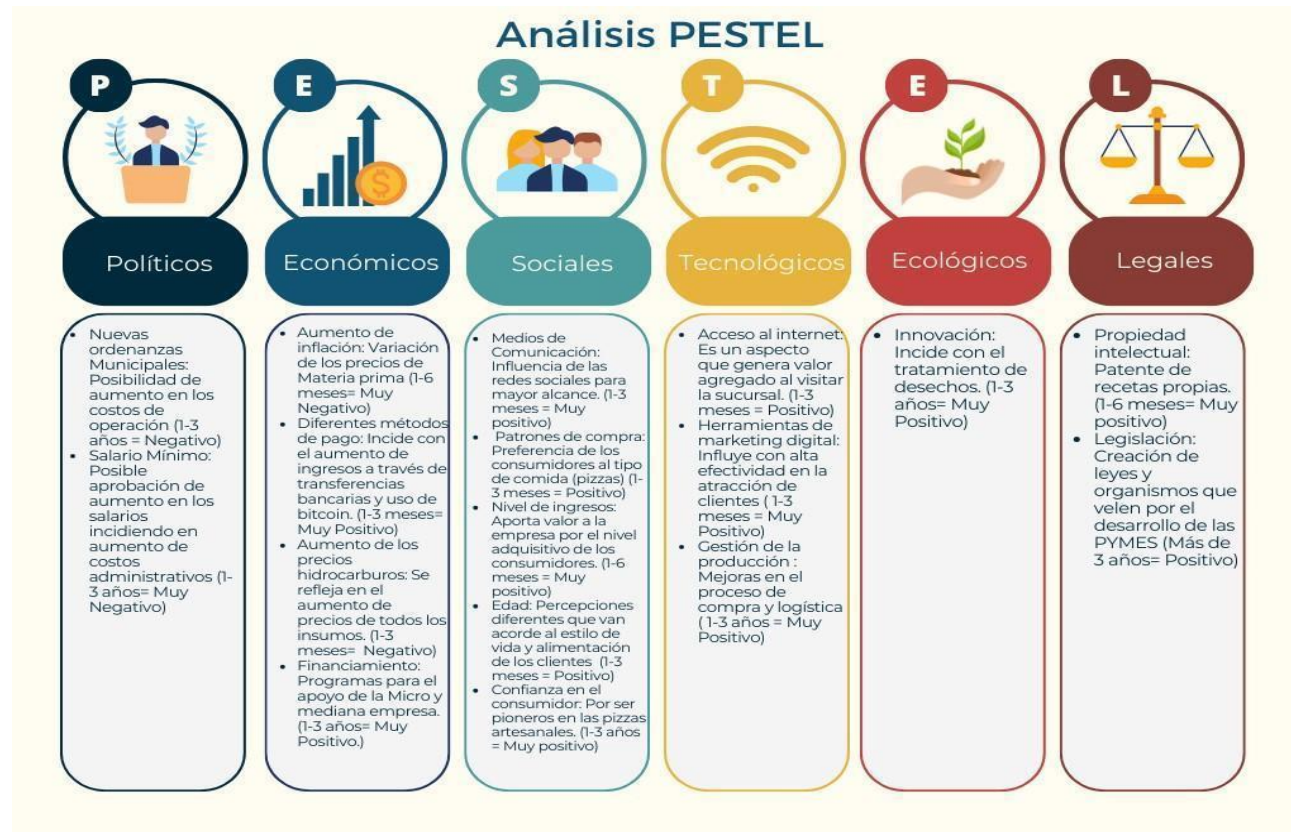 Análisis PESTEL
P
E
S
T
E
L
Políticos
Económicos
Sociales
Tecnológicos
Ecológicos
Legales
• Nuevas
ordenanzas
Municipales:
Posibilidad de
aumento en los
costos de
operación (1-3
años = Negativo)
• Salario Mínimo:
Posible
aprobación de
aumento en los
salarios
incidiendo en
aumento de
costos
administrativos (1-
3 años= Muy
Negativo)
• Aumento de
inflación: Variación
de los precios de
Materia prima (1-6
meses= Muy
Negativo)
• Diferentes métodos
de pago: Incide con
el aumento de
ingresos a través de
transferencias
bancarias y uso de
bitcoin. (1-3 meses=
Muy Positivo)
• Aumento de los
precios
hidrocarburos: Se
refleja en el
aumento de
precios de todos los
insumos. (1-3
meses= Negativo)
• Financiamiento:
Programas para el
apoyo de la Micro y
mediana empresa.
(1-3 años= Muy
Positivo.)
• Medios de
Comunicación:
Influencia de las
redes sociales para
mayor alcance. (1-3
meses = Muy
positivo)
• Patrones de compra:
Preferencia de los
consumidores al tipo
de comida (pizzas) (1-
3 meses = Positivo)
• Nivel de ingresos:
Aporta valor a la
empresa por el nivel
adquisitivo de los
consumidores. (1-6
meses = Muy
positivo)
• Edad: Percepciones
diferentes que van
acorde al estilo de
vida y alimentación
de los clientes (1-3
meses = Positivo)
• Confianza en el
consumidor: Por ser
pioneros en las pizzas
artesanales. (1-3 años
= Muy positivo)
• Acceso al internet:
Es un aspecto
que genera valor
agregado al visitar
la sucursal. (1-3
meses = Positivo)
• Herramientas de
marketing digital:
Influye con alta
efectividad en la
atracción de
clientes ( 1-3
meses = Muy
Positivo)
• Gestión de la
producción :
Mejoras en el
proceso de
compra y logística
( 1-3 años = Muy
Positivo)
• Innovación:
Incide con el
tratamiento de
desechos. (1-3
años= Muy
Positivo)
• Propiedad
intelectual:
Patente de
recetas propias.
(1-6 meses= Muy
positivo)
• Legislación:
Creación de
leyes y
organismos que
velen por el
desarrollo de las
PYMES (Más de
3 años= Positivo)